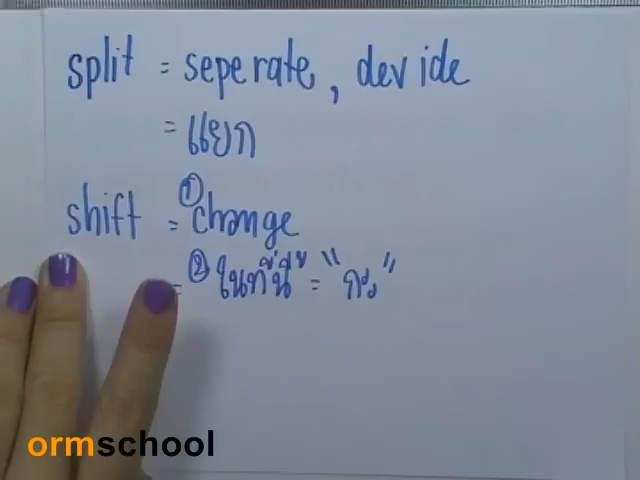 split = seperate, devide
= แยก
shift = ① change
= ② ในที่นี้ = "กะ"
ormschool